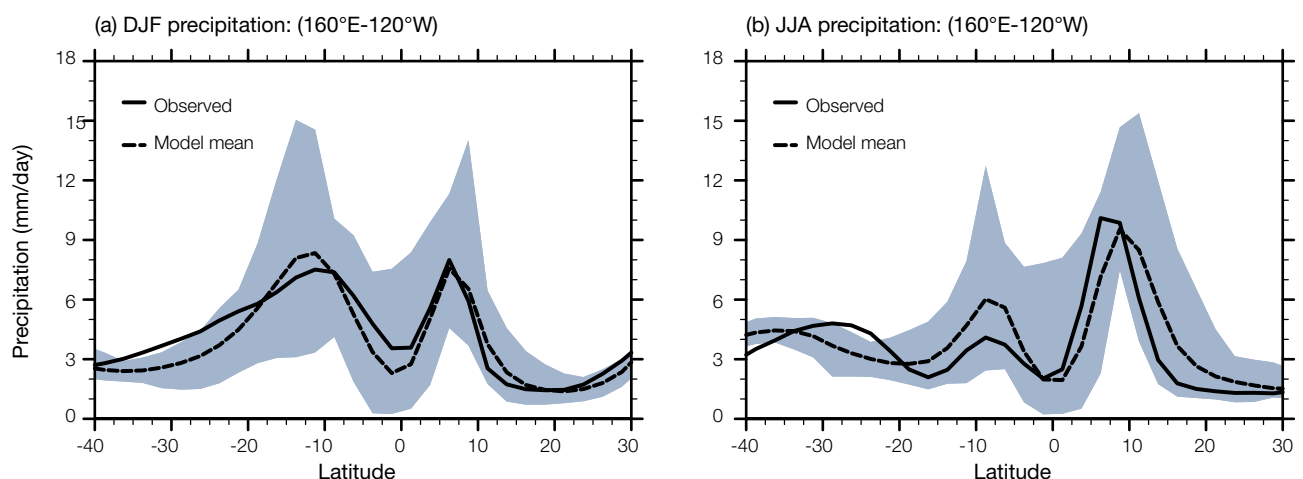 (a) DJF precipitation: (160°E-120°W)
18
15
12
9
6
3
0
Precipitation (mm/day)
Observed
Model mean
-40 -30 -20 -10 0 10 20 30
Latitude
(b) JJA precipitation: (160°E-120°W)
18
15
12
9
6
3
0
Observed
Model mean
-40 -30 -20 -10 0 10 20 30
Latitude